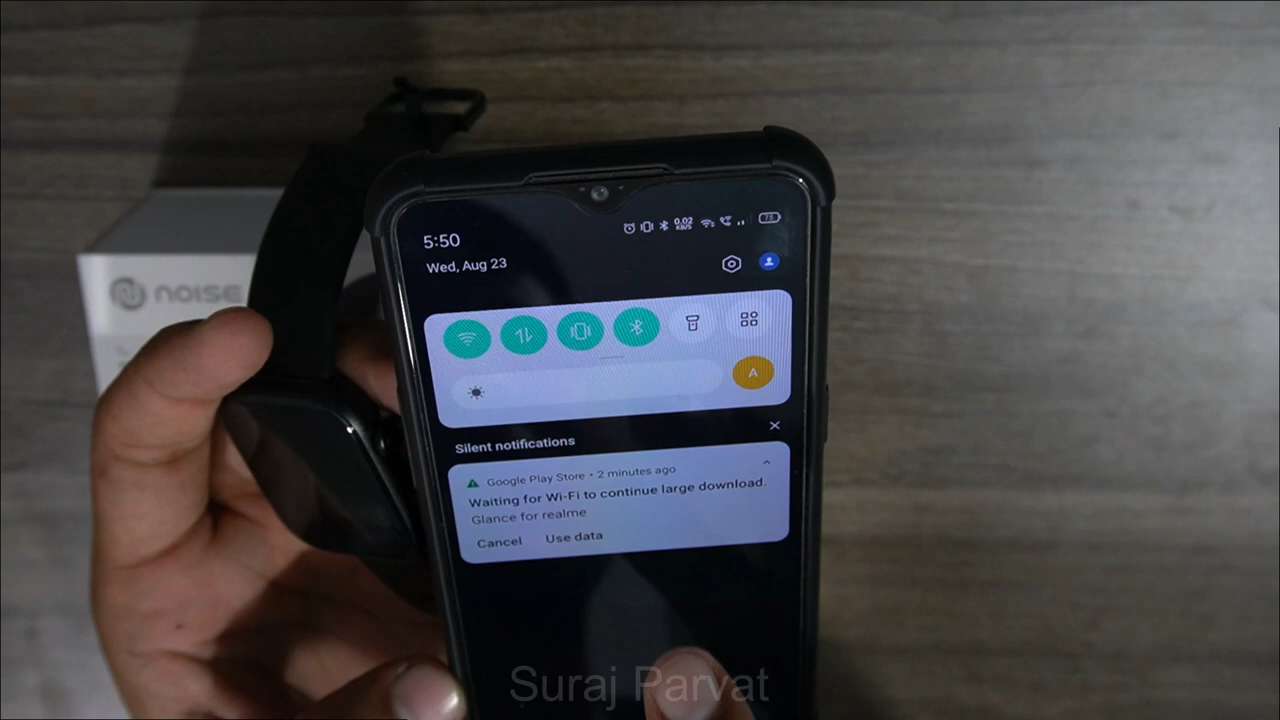 noise
5:50
0.02
KB/S
73
Wed, Aug 23
A
Silent notifications
Google Play Store • 2 minutes ago
Waiting for Wi-Fi to continue large download.
Glance for realme
Cancel Use data
Suraj Parvat